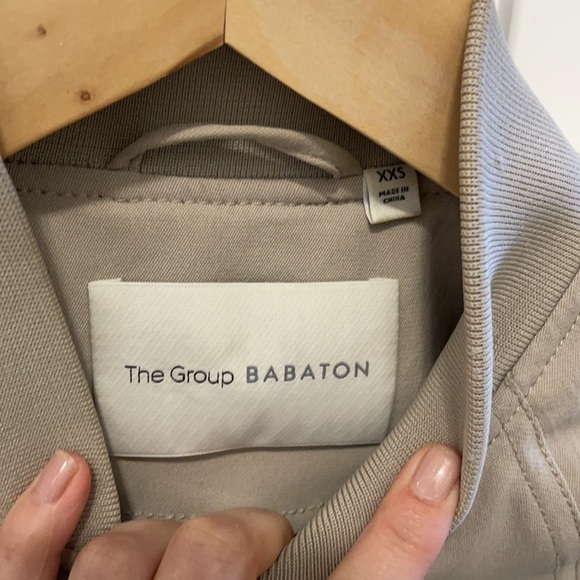 XXS
MADE IN
CHINA
The Group BABATON